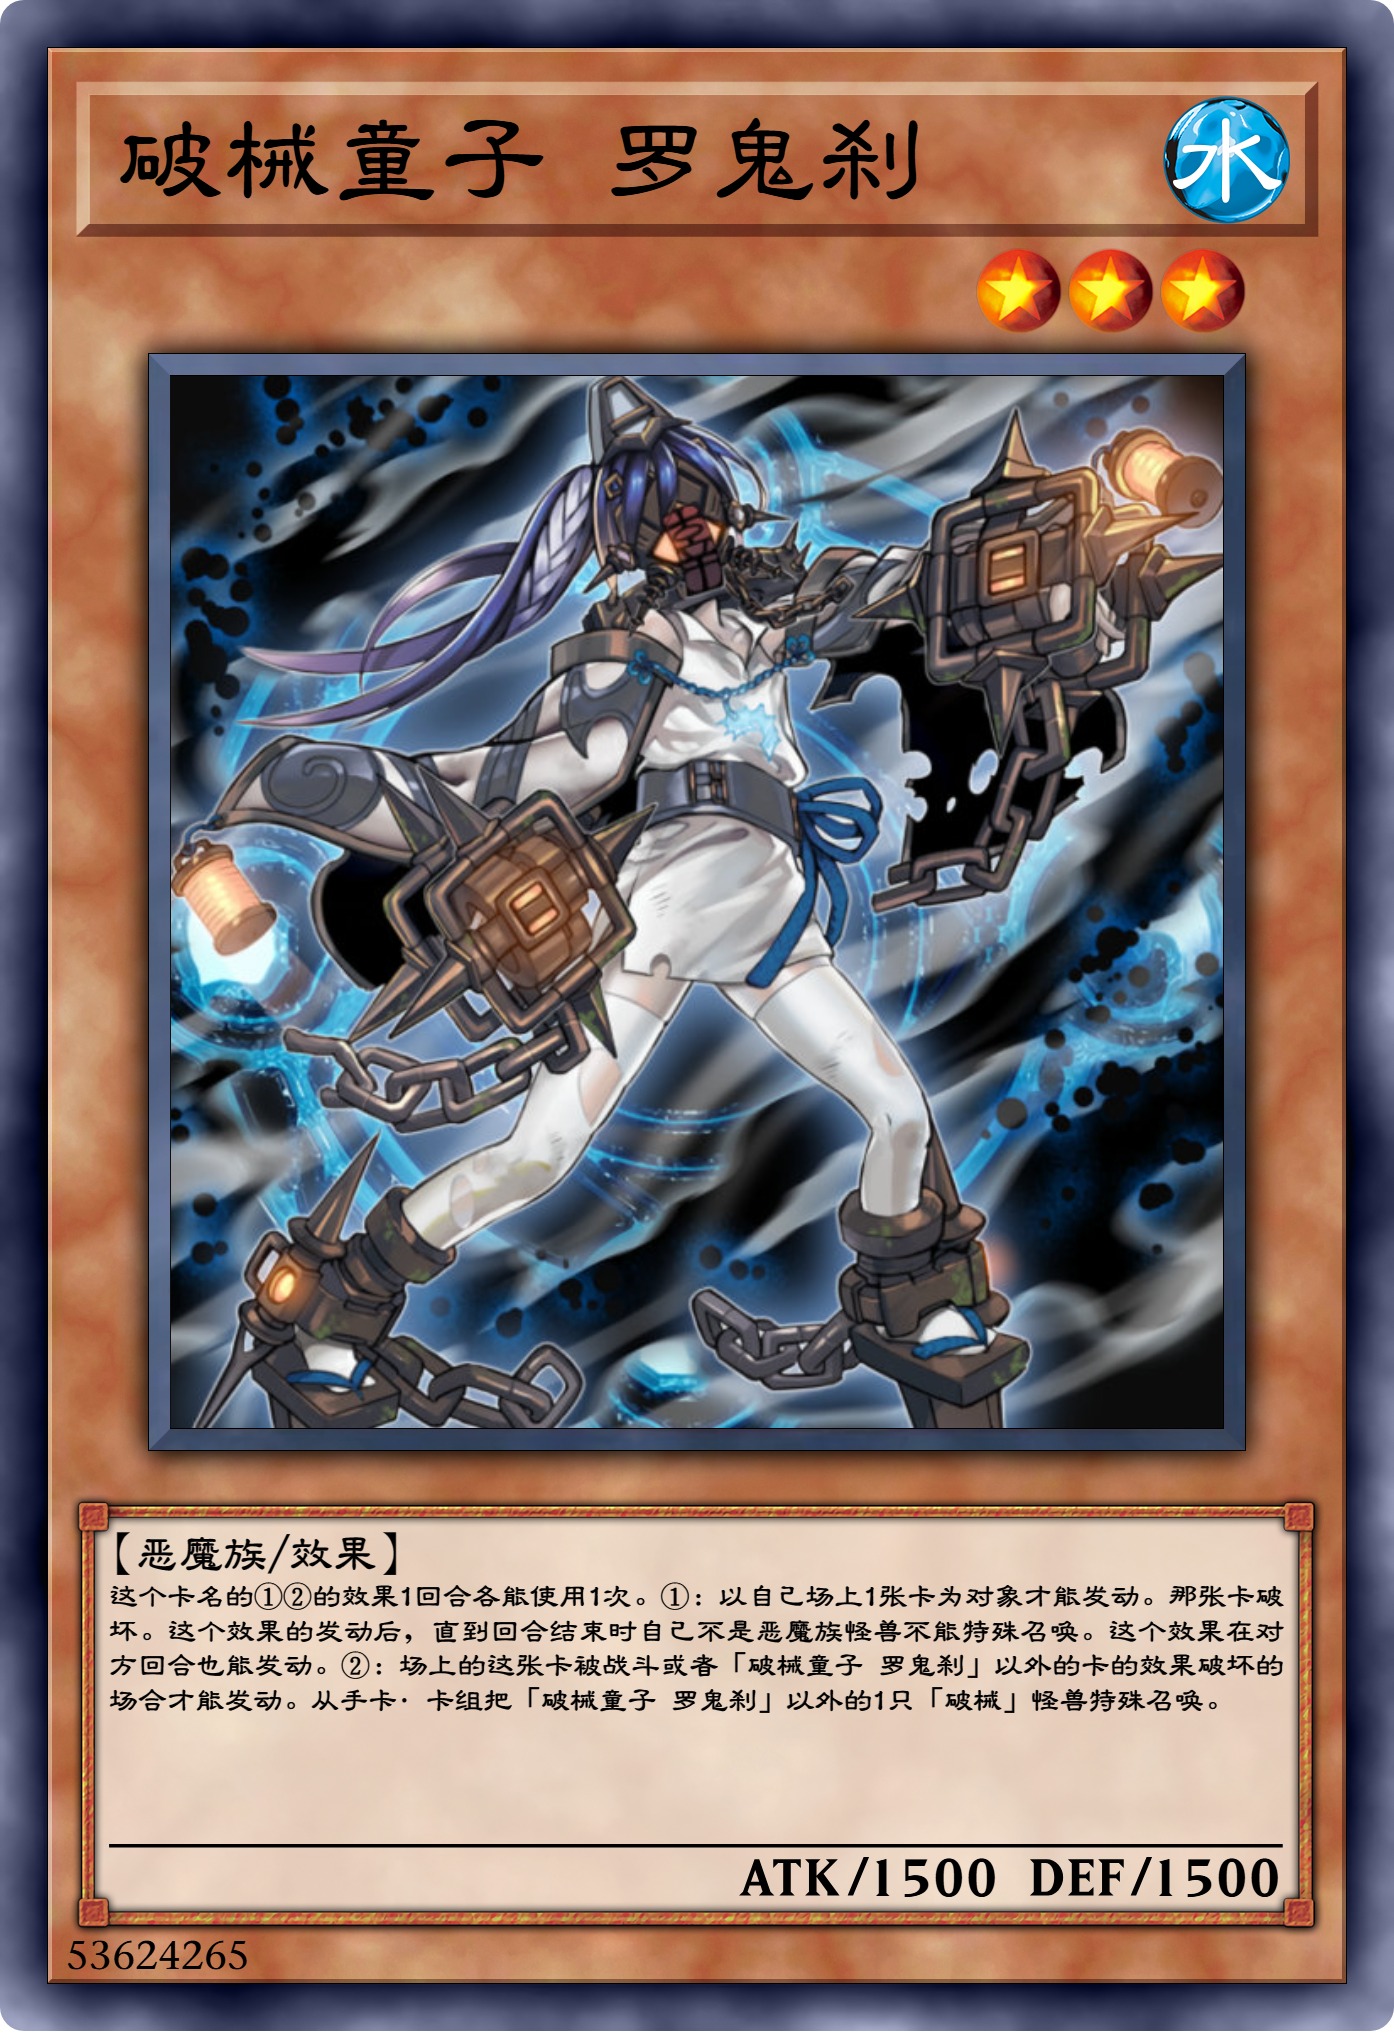 破械童子 罗鬼刹
水
【恶魔族/效果】
这个卡名的①②的效果1回合各能使用1次。①：以自己场上1张卡为对象才能发动。那张卡破
坏。这个效果的发动后，直到回合结束时自己不是恶魔族怪兽不能特殊召唤。这个效果在对
方回合也能发动。②：场上的这张卡被战斗或者「破械童子 罗鬼刹」以外的卡的效果破坏的
场合才能发动。从手卡·卡组把「破械童子 罗鬼刹」以外的1只「破械」怪兽特殊召唤。
ATK/1500 DEF/1500
53624265